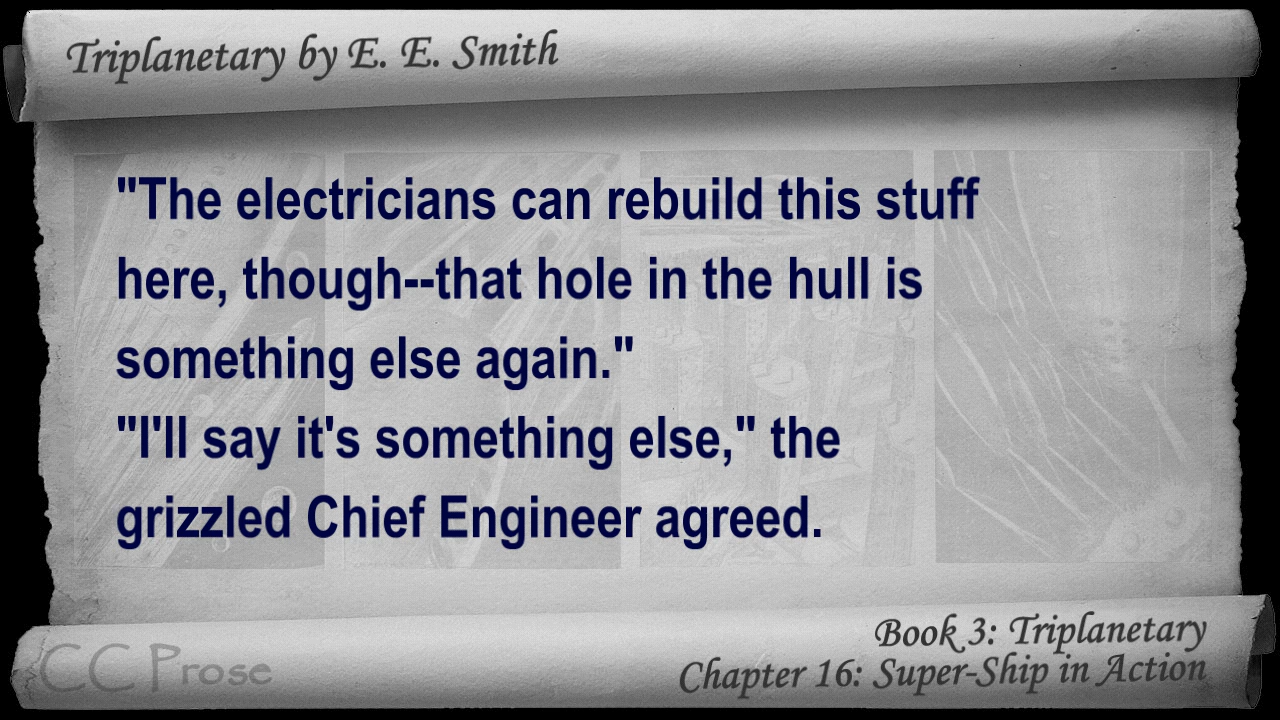 Triplanetary by E. E. Smith
"The electricians can rebuild this stuff
here, though--that hole in the hull is
something else again."
"I'll say it's something else," the
grizzled Chief Engineer agreed.
Book 3: Triplanetary
Chapter 16: Super-Ship in Action
CC Prose